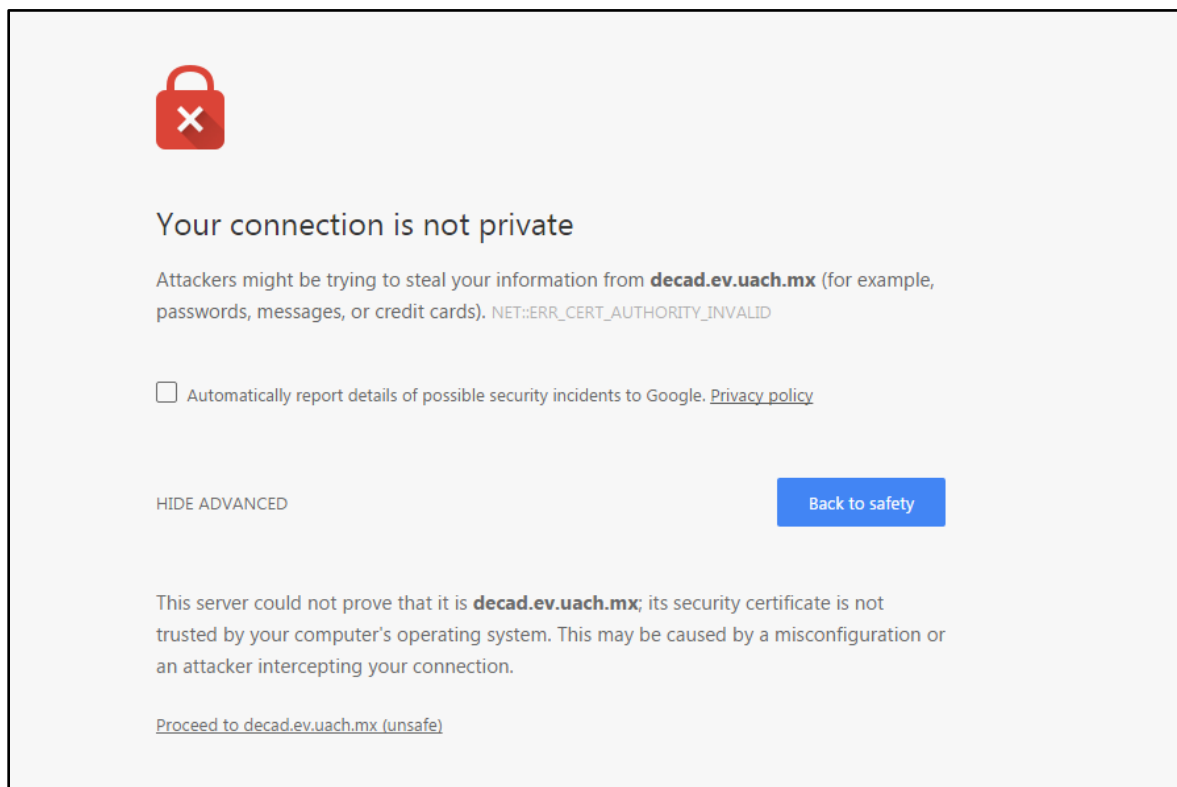 Your connection is not private
Attackers might be trying to steal your information from decad.ev.uach.mx (for example,
passwords, messages, or credit cards). NET::ERR_CERT_AUTHORITY_INVALID
Automatically report details of possible security incidents to Google. Privacy policy
HIDE ADVANCED
Back to safety
This server could not prove that it is decad.ev.uach.mx; its security certificate is not
trusted by your computer's operating system. This may be caused by a misconfiguration or
an attacker intercepting your connection.
Proceed to decad.ev.uach.mx (unsafe)